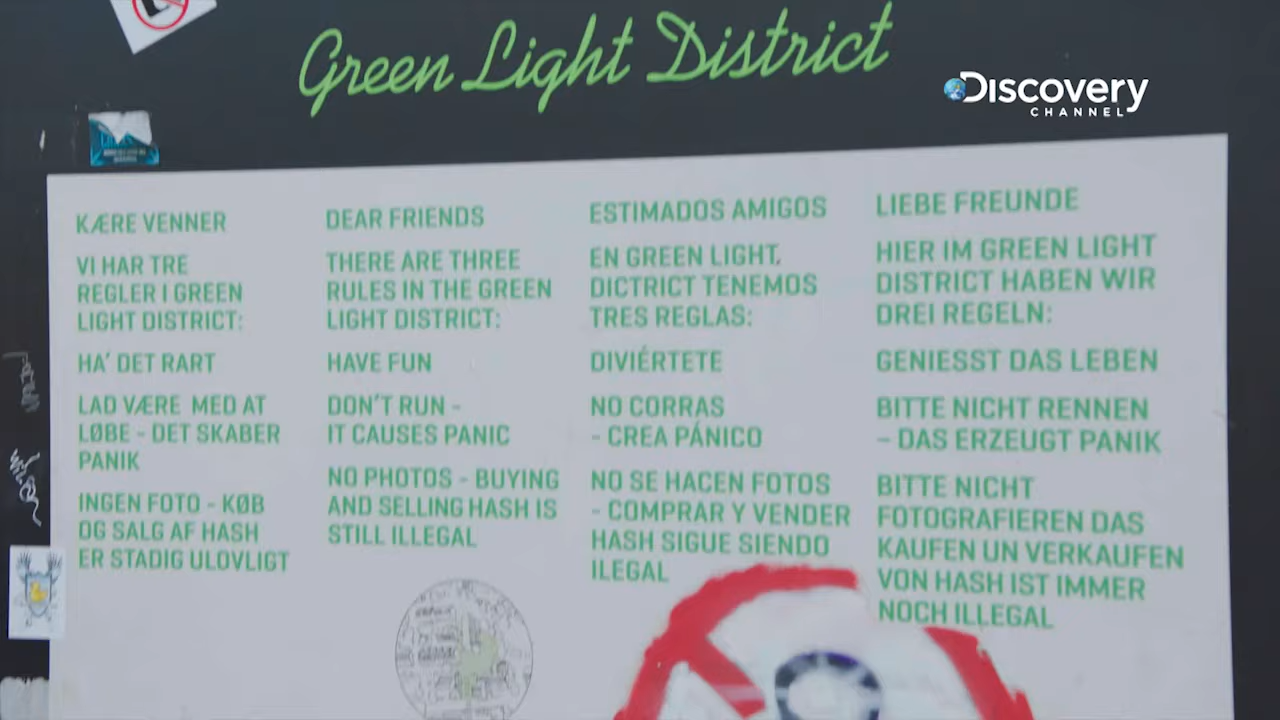 Green Light District
Discovery
CHANNEL
KÆRE VENNER
VI HAR TRE
REGLER I GREEN
LIGHT DISTRICT:
HA' DET RART
LAD VÆRE MED AT
LØBE - DET SKABER
PANIK
INGEN FOTO - KØB
OG SALG AF HASH
ER STADIG ULOVLIGT
DEAR FRIENDS
THERE ARE THREE
RULES IN THE GREEN
LIGHT DISTRICT:
HAVE FUN
DON'T RUN -
IT CAUSES PANIC
NO PHOTOS - BUYING
AND SELLING HASH IS
STILL ILLEGAL
ESTIMADOS AMIGOS
EN GREEN LIGHT.
DICTRICT TENEMOS
TRES REGLAS:
DIVIÉRTETE
NO CORRAS
- CREA PÁNICO
NO SE HACEN FOTOS
- COMPRAR Y VENDER
HASH SIGUE SIENDO
ILEGAL
LIEBE FREUNDE
HIER IM GREEN LIGHT
DISTRICT HABEN WIR
DREI REGELN:
GENIESST DAS LEBEN
BITTE NICHT RENNEN
– DAS ERZEUGT PANIK
BITTE NICHT
FOTOGRAFIEREN DAS
KAUFEN UN VERKAUFEN
VON HASH IST IMMER
NOCH ILLEGAL